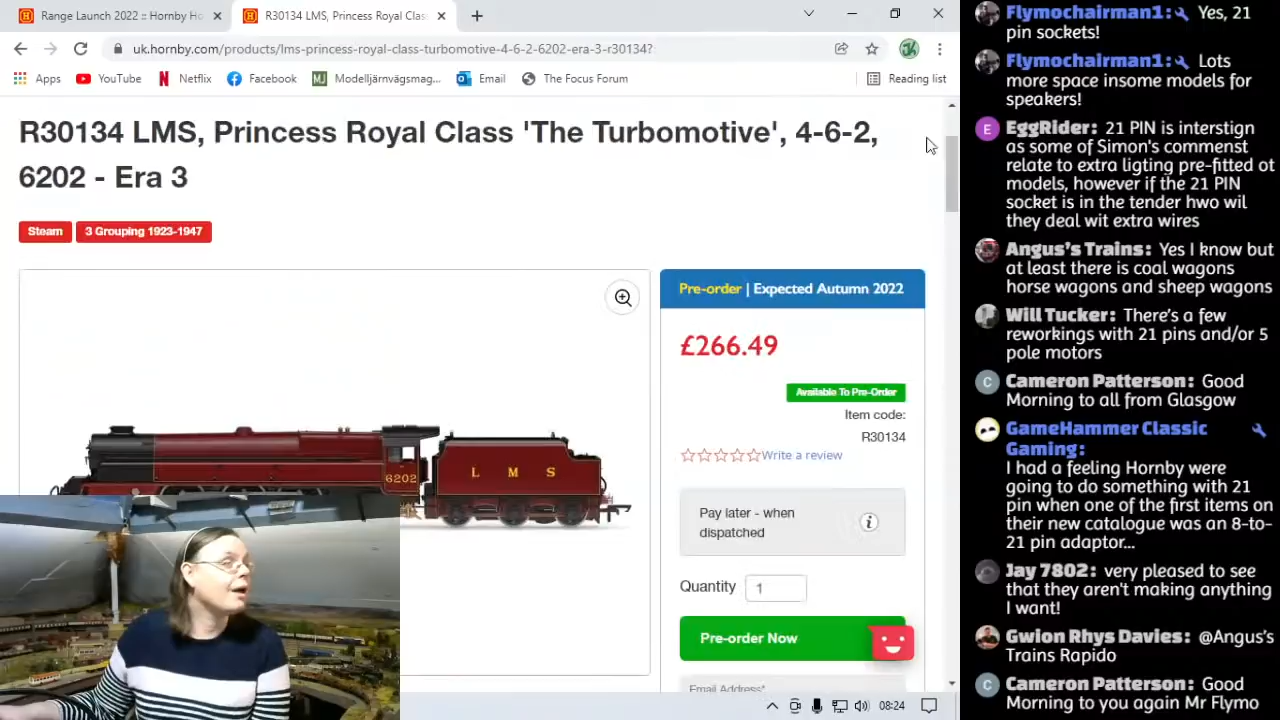 Range Launch 2022 :: Hornby Ho
R30134 LMS, Princess Royal Class
uk.hornby.com/products/lms-princess-royal-class-turbomotive-4-6-2-6202-era-3-r30134?
Apps
YouTube
Netflix
Facebook
MJ
Modelljärnvägsmag...
Email
The Focus Forum
Reading list
R30134 LMS, Princess Royal Class 'The Turbomotive', 4-6-2,
6202 - Era 3
Steam
3 Grouping 1923-1947
Pre-order | Expected Autumn 2022
£266.49
Available To Pre-Order
Item code:
R30134
Write a review
Pay later - when
dispatched
i
Quantity
1
Pre-order Now
Email Address*
6202
L M S
08:24
Flymochairman1: Yes, 21
pin sockets!
Flymochairman1: Lots
more space insome models for
speakers!
E
EggRider: 21 PIN is interstign
as some of Simon's commenst
relate to extra ligting pre-fitted ot
models, however if the 21 PIN
socket is in the tender hwo wil
they deal wit extra wires
Angus's Trains: Yes I know but
at least there is coal wagons
horse wagons and sheep wagons
Will Tucker: There's a few
reworkings with 21 pins and/or 5
pole motors
C
Cameron Patterson: Good
Morning to all from Glasgow
GameHammer Classic
Gaming:
I had a feeling Hornby were
going to do something with 21
pin when one of the first items on
their new catalogue was an 8-to-
21 pin adaptor...
Jay 7802: very pleased to see
that they aren't making anything
I want!
Gwion Rhys Davies: @Angus's
Trains Rapido
C
Cameron Patterson: Good
Morning to you again Mr Flymo